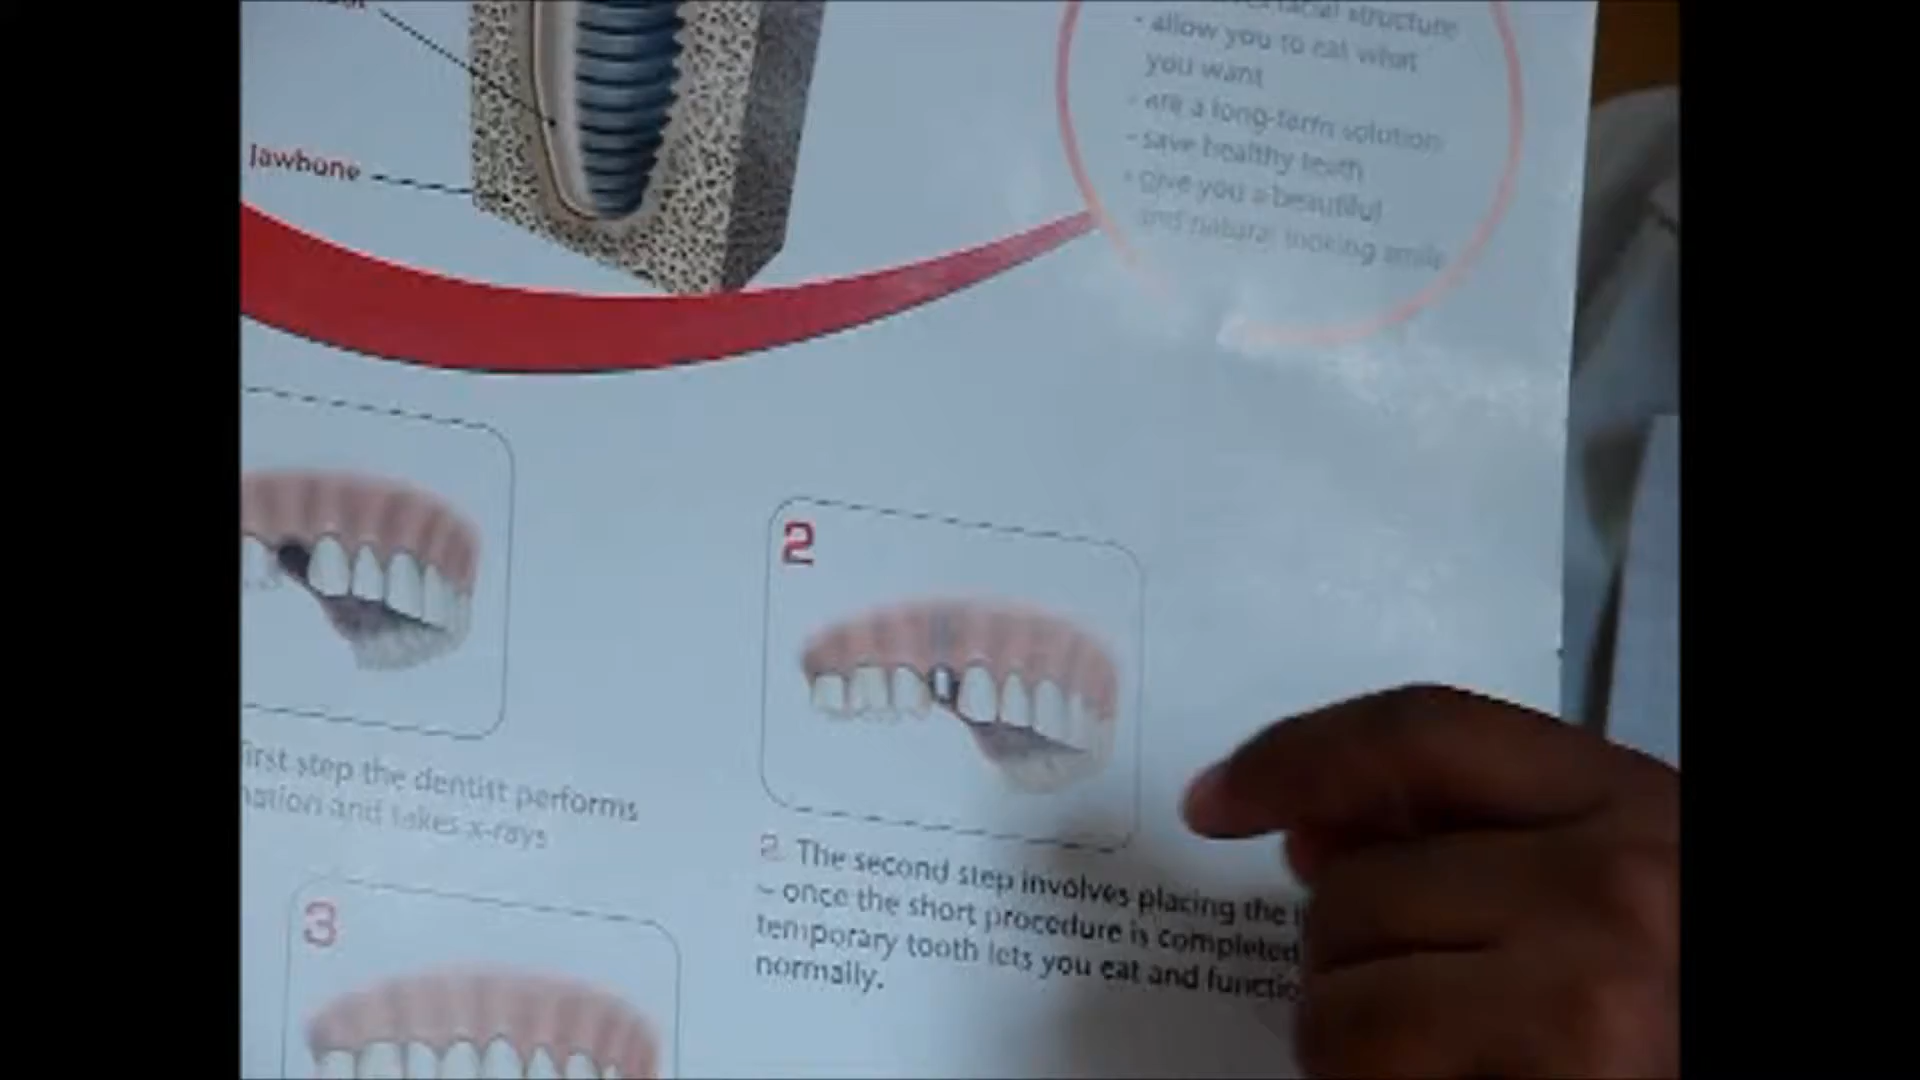 facial structure
- allow you to eat what
you want
- are a long-term solution
- save healthy teeth
- give you a beautiful
and natural looking smile
Jawbone
2
first step the dentist performs
and takes x-rays
2. The second step involves placing the
– once the short procedure is completed
temporary tooth lets you eat and functio
normally.
3